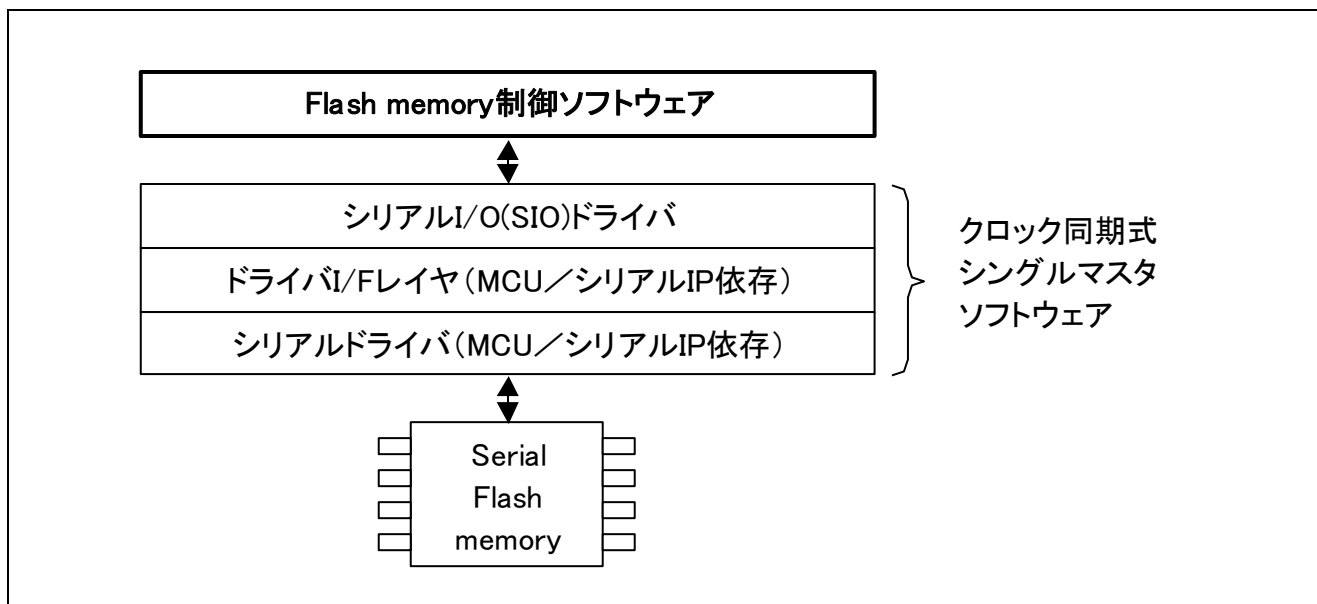 Flash memory制御ソフトウェア
シリアルI/O(SIO)ドライバ
ドライバI/Fレイヤ(MCU/シリアルIP依存)
シリアルドライバ(MCU/シリアルIP依存)
クロック同期式
シングルマスタ
ソフトウェア
Serial
Flash
memory